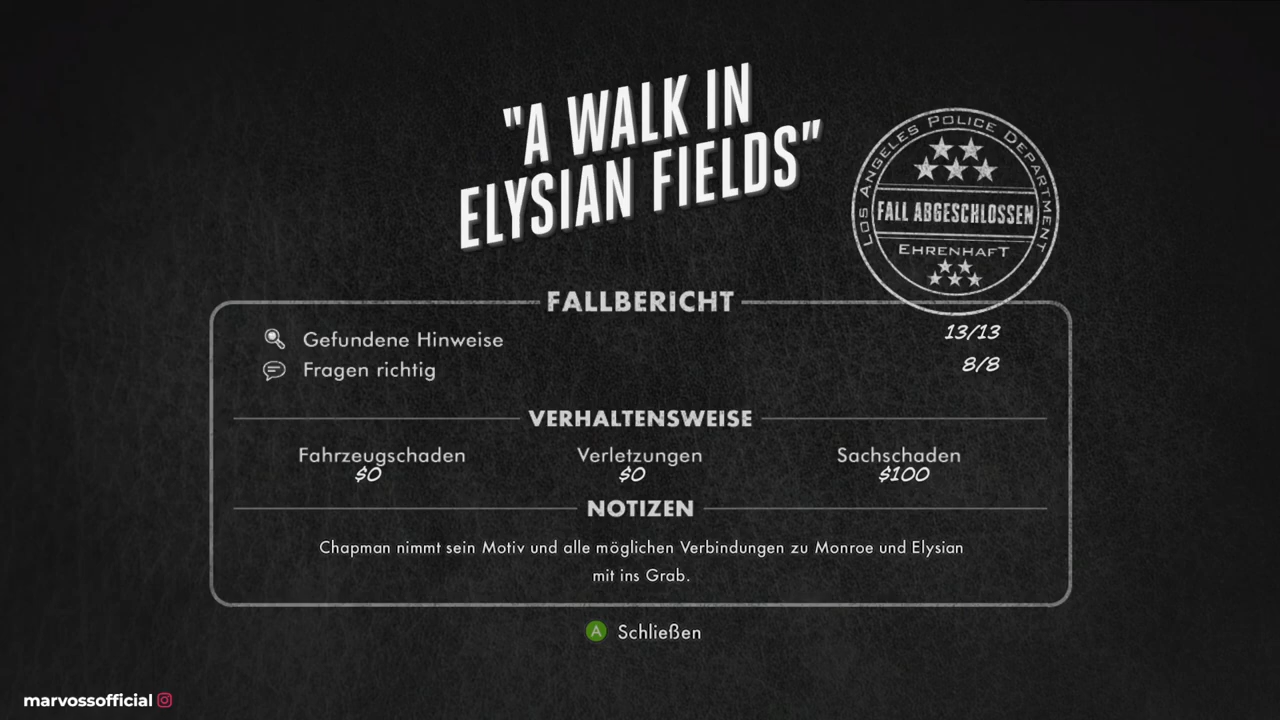 "A WALK IN
ELYSIAN FIELDS"
LOS ANGELES POLICE DEPARTMENT
FALL ABGESCHLOSSEN
EHRENHAFT
FALLBERICHT
Gefundene Hinweise 13/13
Fragen richtig 8/8
VERHALTENSWEISE
Fahrzeugschaden Verletzungen Sachschaden
$0 $0 $100
NOTIZEN
Chapman nimmt sein Motiv und alle möglichen Verbindungen zu Monroe und Elysian
mit ins Grab.
A Schließen
marvossofficial